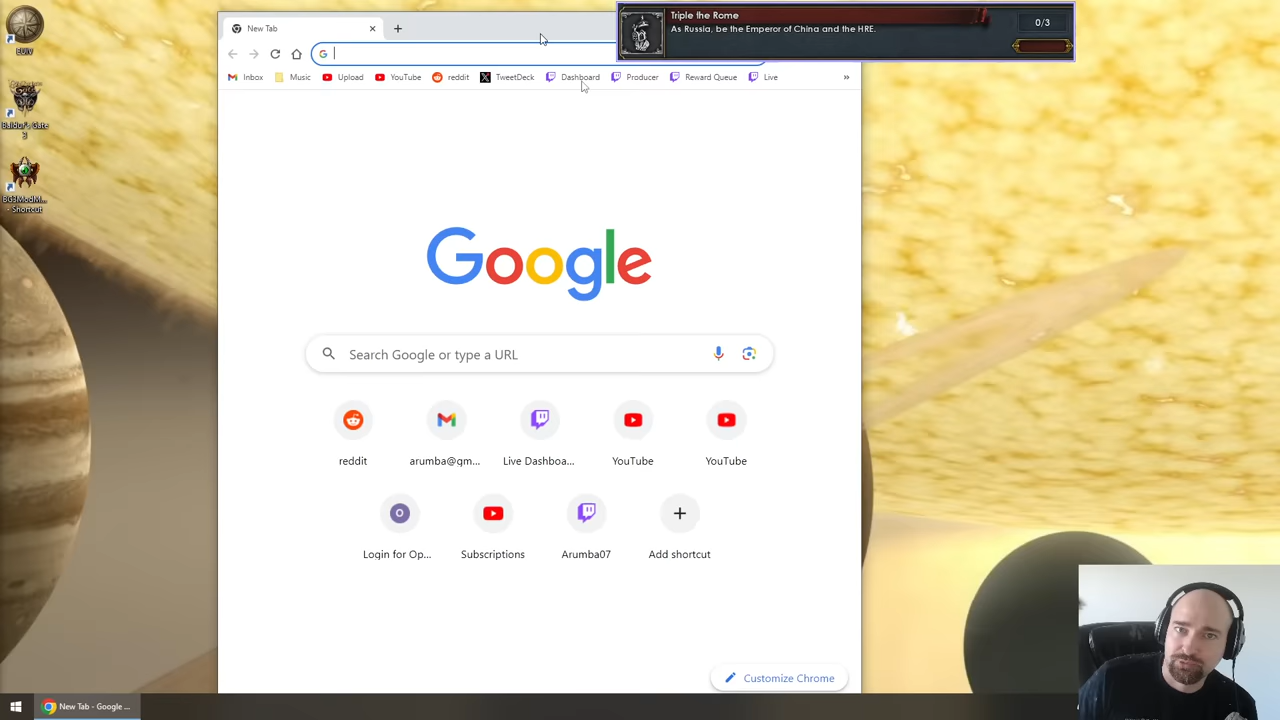 New Tab
Triple the Rome
As Russia, be the Emperor of China and the HRE.
0/3
Inbox Music Upload YouTube reddit TweetDeck Dashboard Producer Reward Queue Live »
EUIV
Baldur's Gate
3
BG3ModM...
- Shortcut
Google
Search Google or type a URL
reddit arumba@gm... Live Dashboa... YouTube YouTube
O
Login for Op... Subscriptions Arumba07 Add shortcut
Customize Chrome
New Tab - Google ...